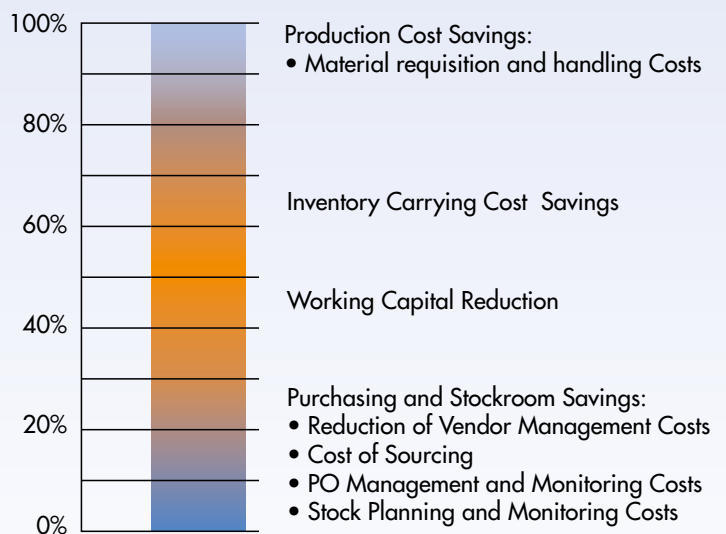 100%
80%
60%
40%
20%
0%
Production Cost Savings:
• Material requisition and handling Costs
Inventory Carrying Cost Savings
Working Capital Reduction
Purchasing and Stockroom Savings:
• Reduction of Vendor Management Costs
• Cost of Sourcing
• PO Management and Monitoring Costs
• Stock Planning and Monitoring Costs